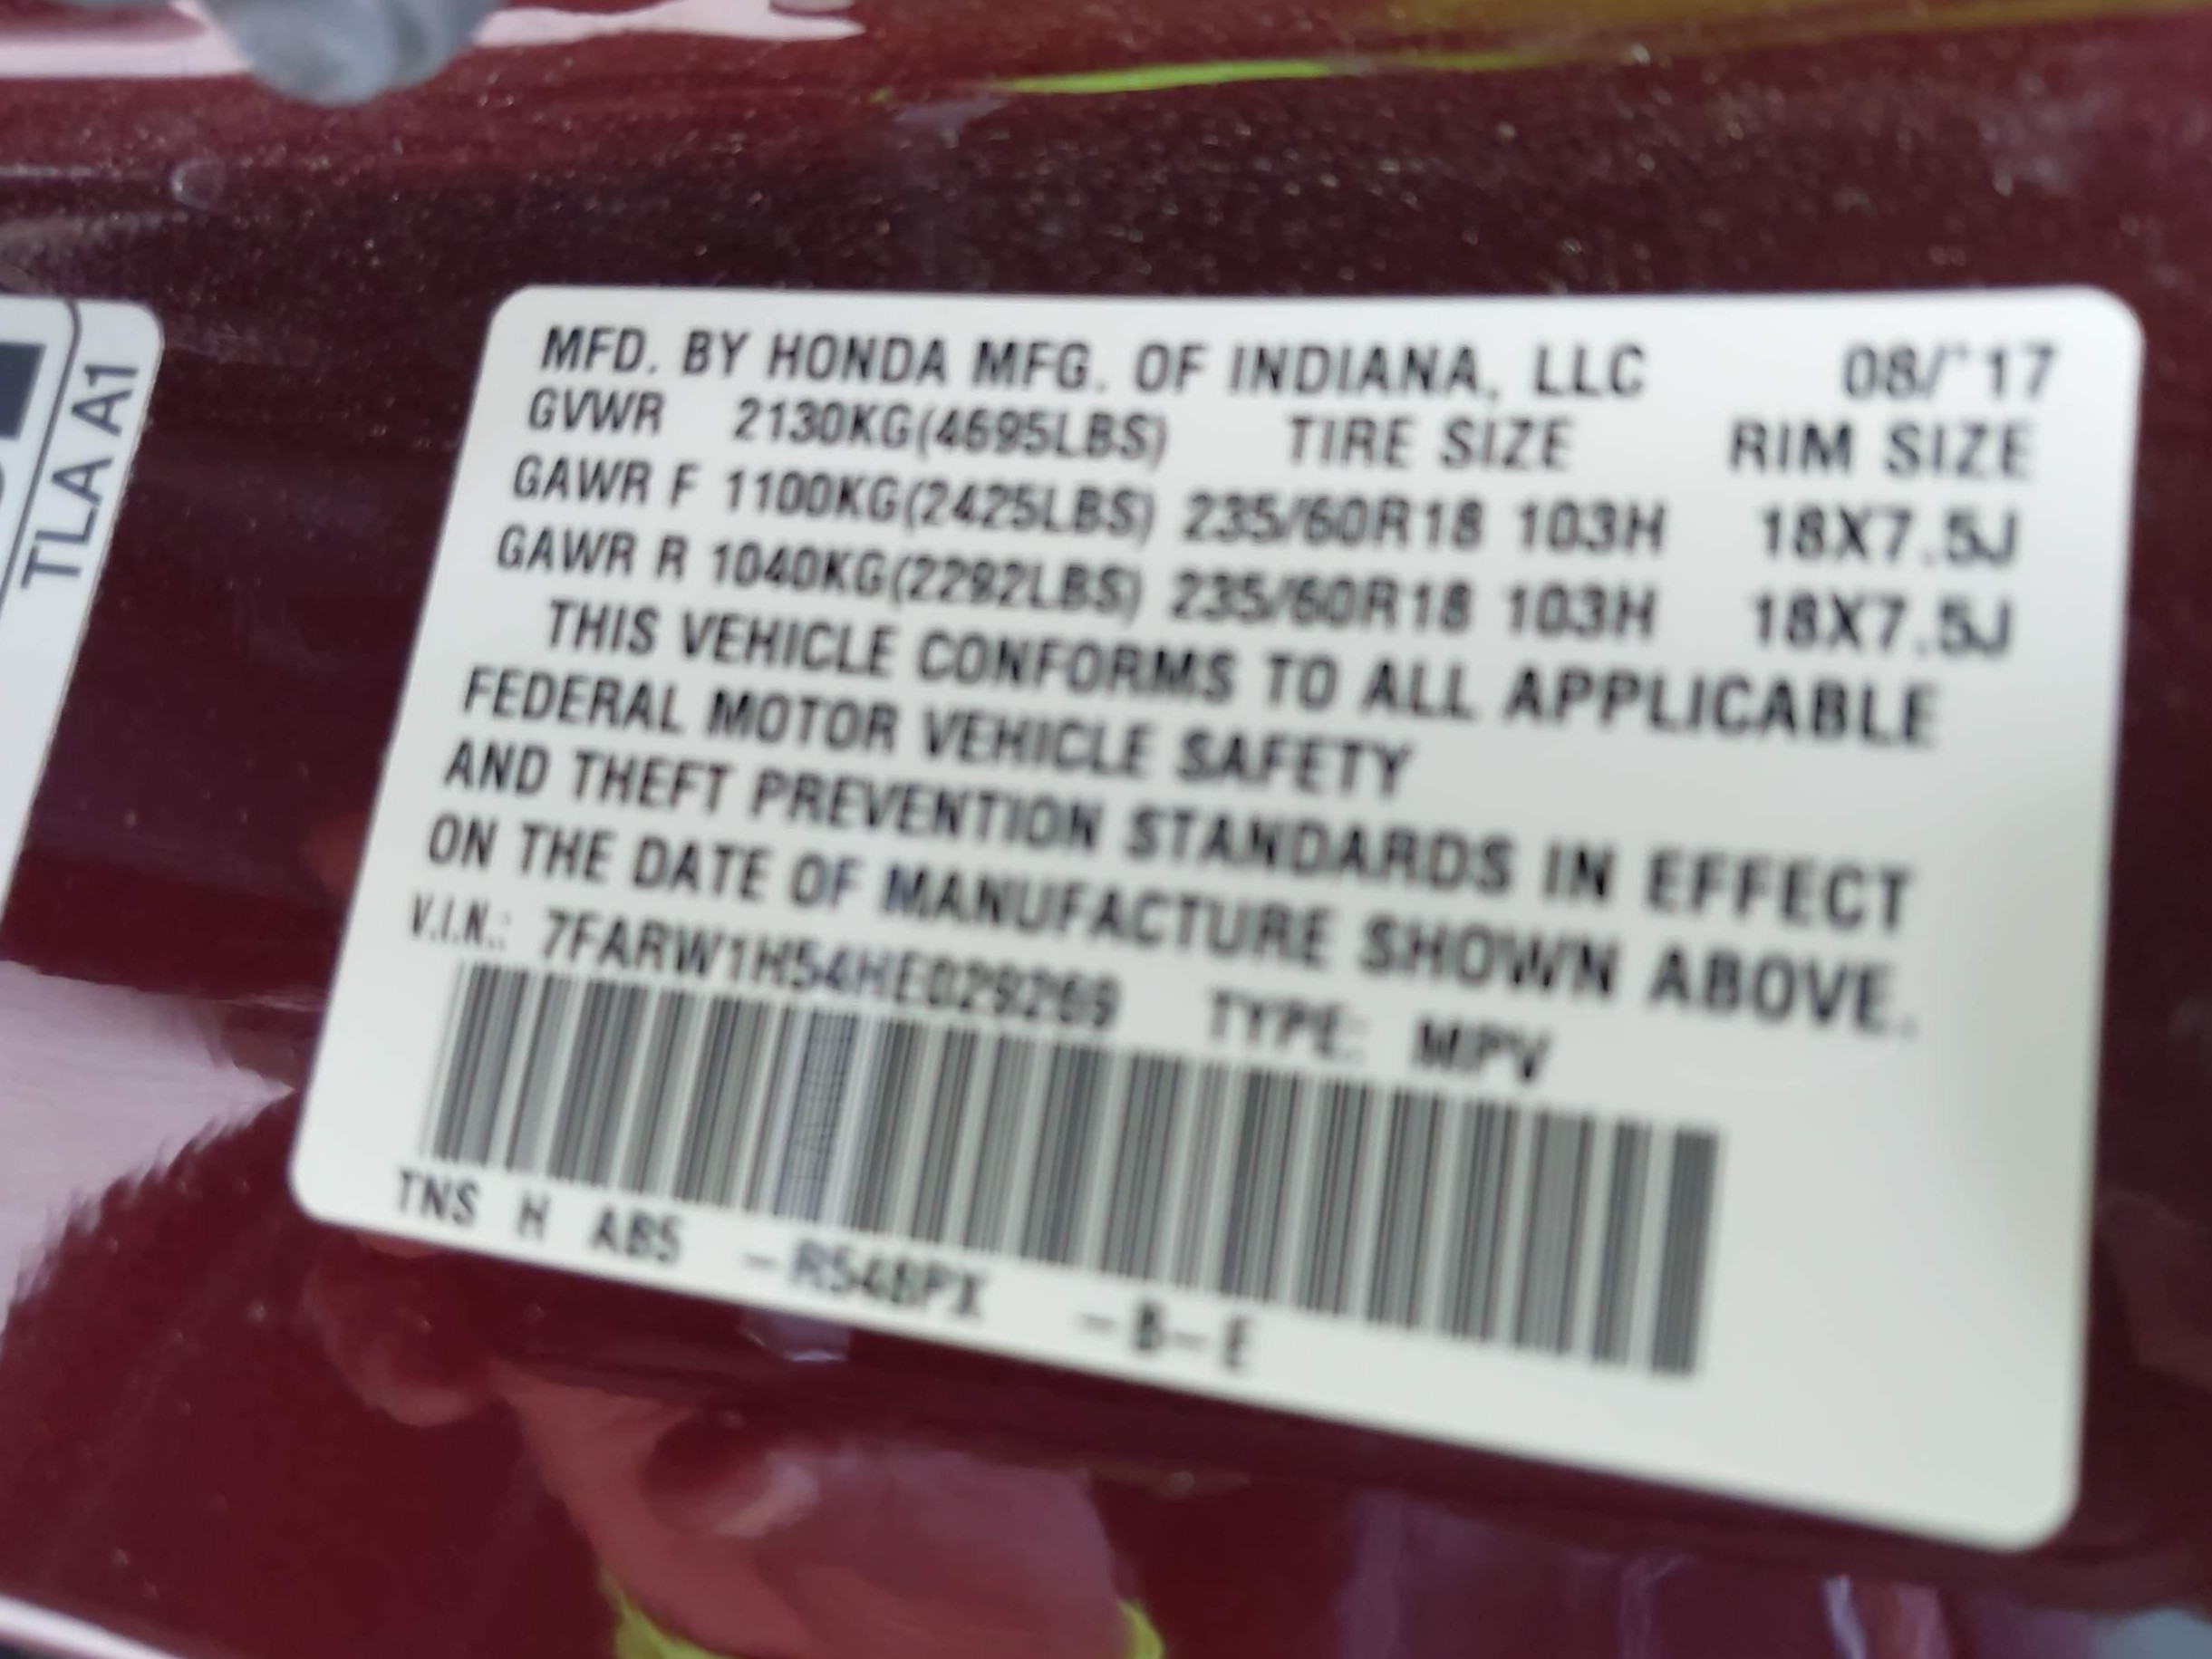 MFD. BY HONDA MFG. OF INDIANA, LLC 08/'17
GVWR 2130KG(4695LBS) TIRE SIZE RIM SIZE
GAWR F 1100KG(2425LBS) 235/60R18 103H 18X7.5J
GAWR R 1040KG(2292LBS) 235/60R18 103H 18X7.5J
THIS VEHICLE CONFORMS TO ALL APPLICABLE
FEDERAL MOTOR VEHICLE SAFETY
AND THEFT PREVENTION STANDARDS IN EFFECT
ON THE DATE OF MANUFACTURE SHOWN ABOVE.
V.I.N.: 7FARW1H54HE029269 TYPE: MPV
TNS H ABS -R548PX -B-E
TLA A1